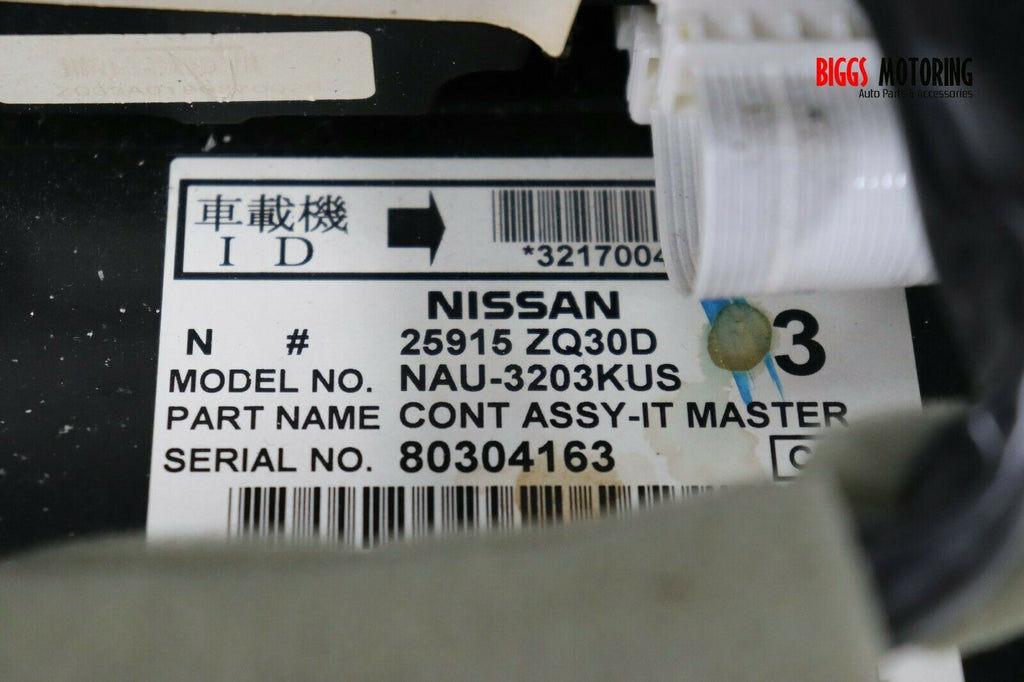 BIGGS MOTORING
Auto Parts & Accessories
車載機
I D
*3217004
NISSAN
N # 25915 ZQ30D
3
MODEL NO. NAU-3203KUS
PART NAME CONT ASSY-IT MASTER
SERIAL NO. 80304163